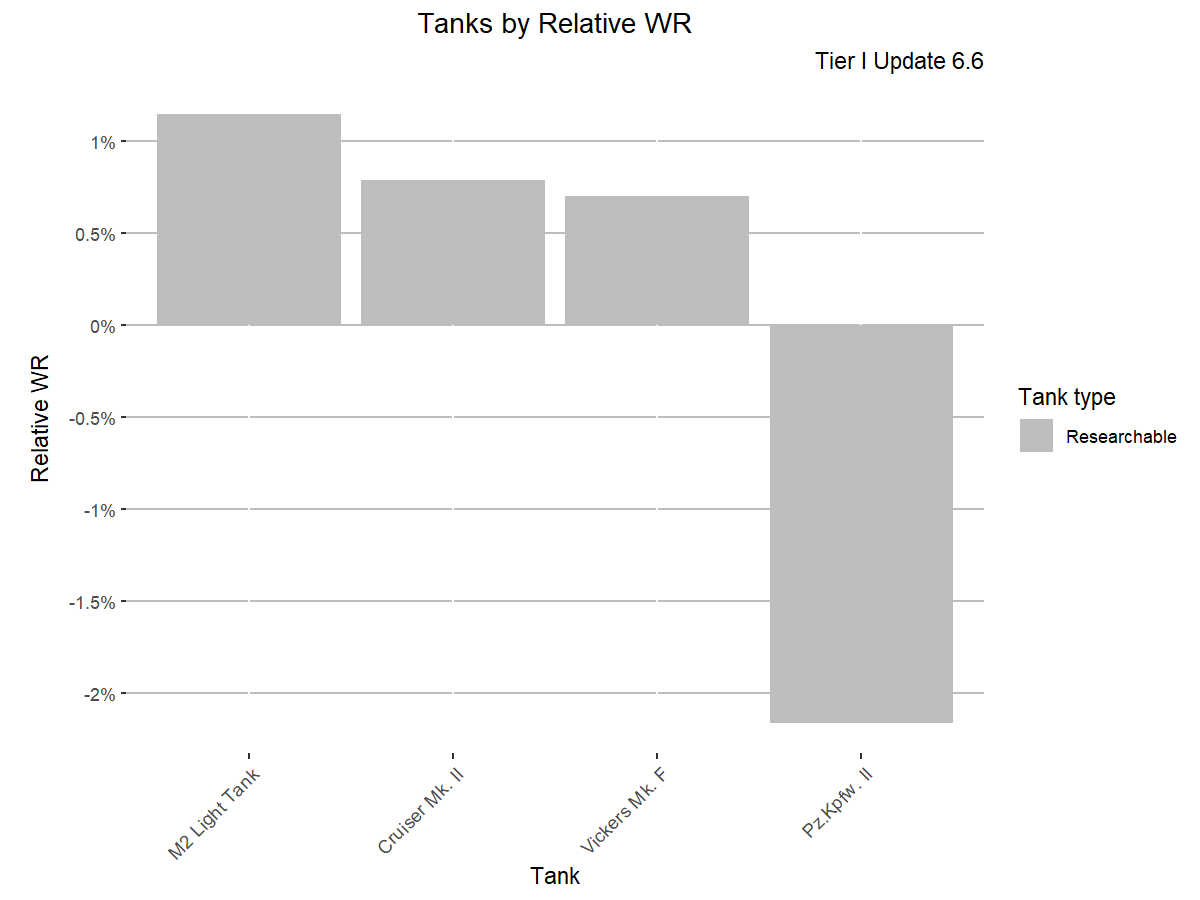 Tanks by Relative WR
Tier I Update 6.6
1%
0.5%
0%
-0.5%
-1%
-1.5%
-2%
Relative WR
M2 Light Tank
Cruiser Mk. II
Vickers Mk. F
Pz.Kpfw. II
Tank
Tank type
Researchable